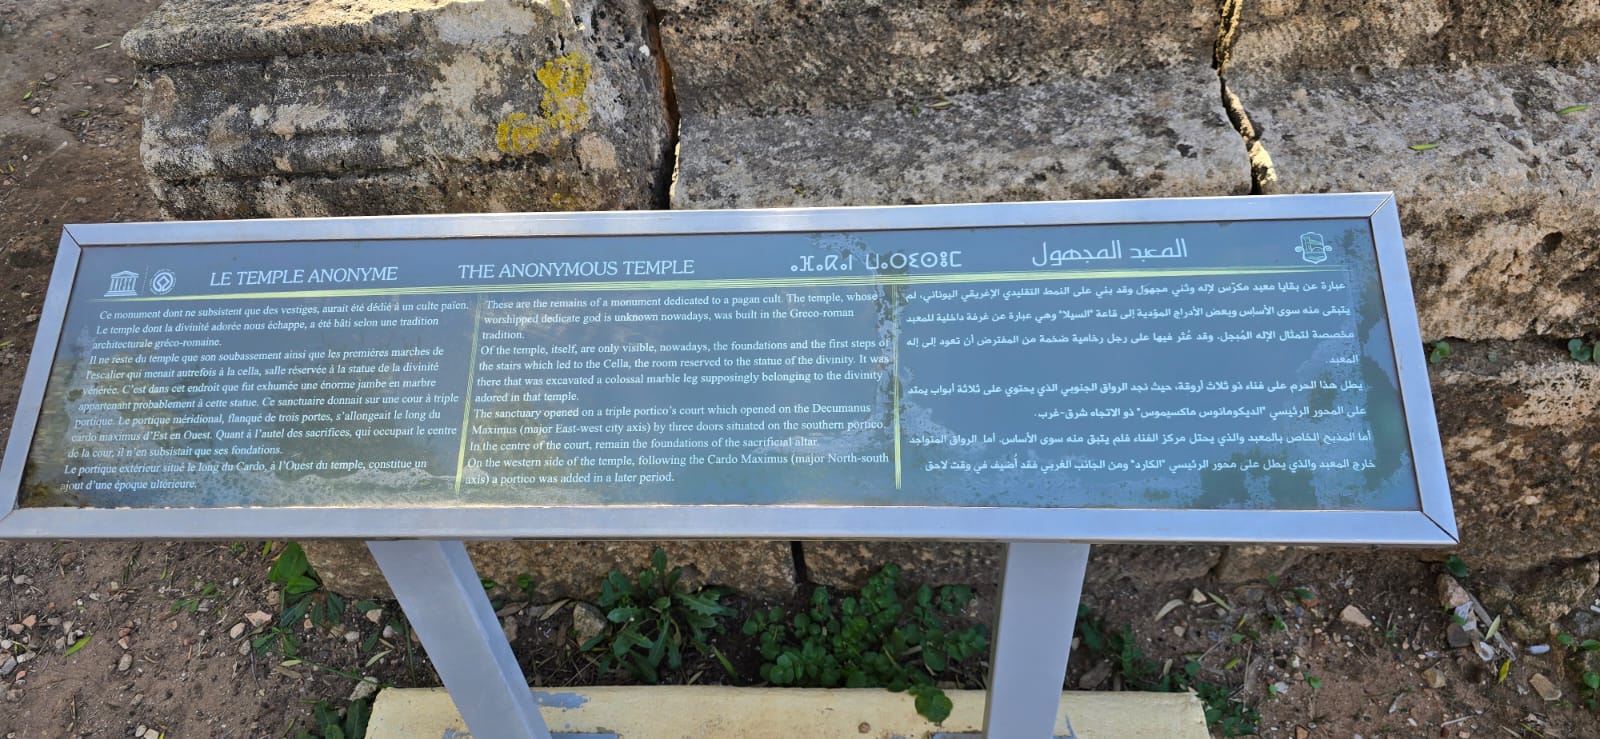 LE TEMPLE ANONYME
Ce monument dont ne subsistent que des vestiges, aurait été dédié à un culte païen.
Le temple dont la divinité adorée nous échappe, a été bâti selon une tradition
architecturale gréco-romaine.
Il ne reste du temple que son soubassement ainsi que les premières marches de
l'escalier qui menait autrefois à la cella, salle réservée à la statue de la divinité
vénérée. C'est dans cet endroit que fut exhumée une énorme jambe en marbre
appartenant probablement à cette statue. Ce sanctuaire donnait sur une cour à triple
portique. Le portique méridional, flanqué de trois portes, s'allongeait le long du
cardo maximus d'Est en Ouest. Quant à l'autel des sacrifices, qui occupait le centre
de la cour, il n'en subsistait que ses fondations.
Le portique extérieur situé le long du Cardo, à l'Ouest du temple, constitue un
ajout d'une époque ultérieure.
THE ANONYMOUS TEMPLE
These are the remains of a monument dedicated to a pagan cult. The temple, whose
worshipped dedicate god is unknown nowadays, was built in the Greco-roman
tradition.
Of the temple, itself, are only visible, nowadays, the foundations and the first steps of
the stairs which led to the Cella, the room reserved to the statue of the divinity. It was
there that was excavated a colossal marble leg supposingly belonging to the divinity
adored in that temple.
The sanctuary opened on a triple portico's court which opened on the Decumanus
Maximus (major East-west city axis) by three doors situated on the southern portico.
In the centre of the court, remain the foundations of the sacrificial altar.
On the western side of the temple, following the Cardo Maximus (major North-south
axis) a portico was added in a later period.
ⴰⴼⴰⴽⴰⵏ ⵡⴰⵔⵉⵙⵎ
المعبد المجهول
عبارة عن بقايا معبد مكرّس لإله وثني مجهول وقد بني على النمط التقليدي الإغريقي اليوناني، لم
يتبقى منه سوى الأساس وبعض الأدراج المؤدية إلى قاعة "السيلا" وهي عبارة عن غرفة داخلية للمعبد
مخصصة لتمثال الإله المُبجل. وقد عُثر فيها على رجل رخامية ضخمة من المفترض أن تعود إلى إله
المعبد.
يطل هذا الحرم على فناء ذو ثلاث أروقة، حيث نجد الرواق الجنوبي الذي يحتوي على ثلاثة أبواب يمتد
على المحور الرئيسي "الديكومانوس ماكسيموس" ذو الاتجاه شرق-غرب.
أما المذبح الخاص بالمعبد والذي يحتل مركز الفناء فلم يتبق منه سوى الأساس. أما الرواق المتواجد
خارج المعبد والذي يطل على محور الرئيسي "الكارد" ومن الجانب الغربي فقد أُضيف في وقت لاحق